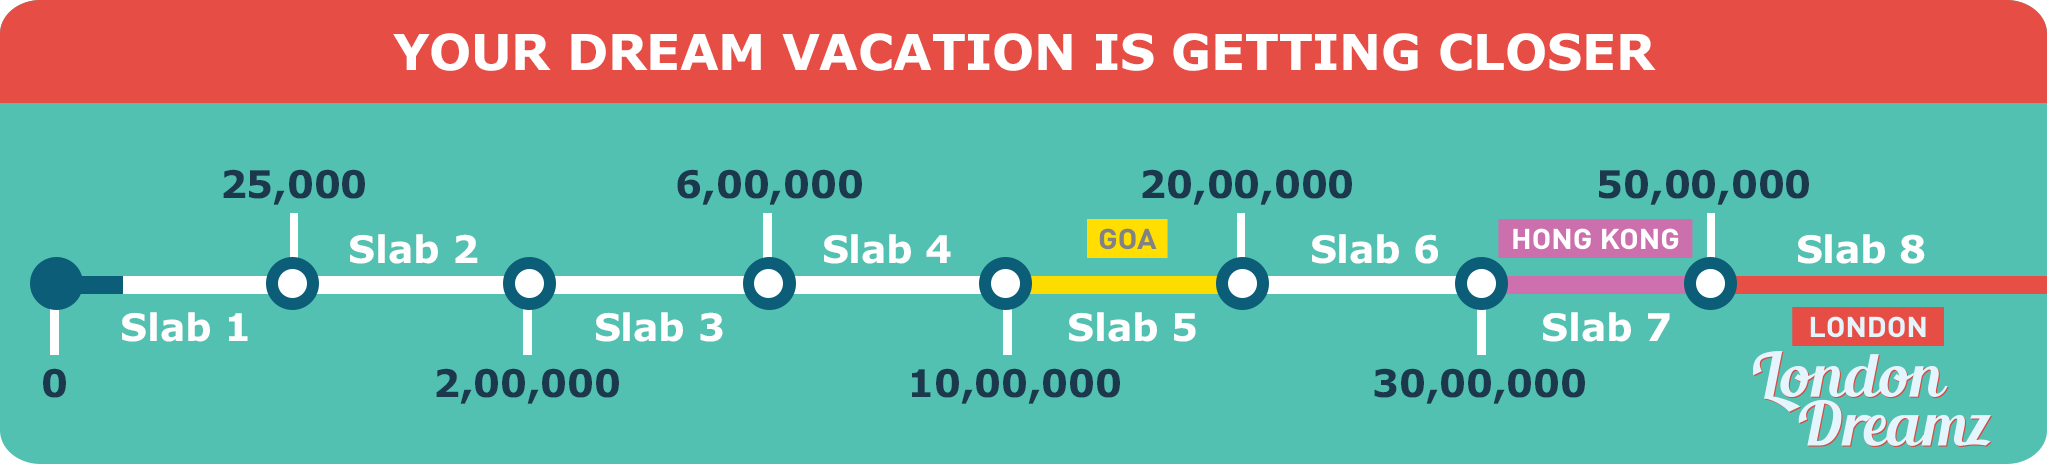 YOUR DREAM VACATION IS GETTING CLOSER
25,000
6,00,000
20,00,000
50,00,000
GOA
HONG KONG
Slab 2
Slab 4
Slab 6
Slab 8
Slab 1
Slab 3
Slab 5
Slab 7
LONDON
0
2,00,000
10,00,000
30,00,000
London
Dreamz